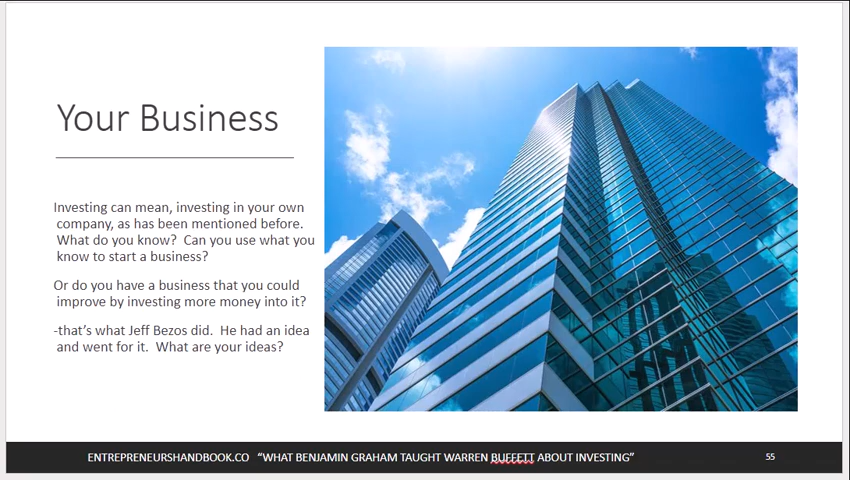 Your Business
Investing can mean, investing in your own
company, as has been mentioned before.
What do you know?  Can you use what you
know to start a business?
Or do you have a business that you could
improve by investing more money into it?
-that’s what Jeff Bezos did.  He had an idea
and went for it.  What are your ideas?
ENTREPRENEURSHANDBOOK.CO   “WHAT BENJAMIN GRAHAM TAUGHT WARREN BUFFETT ABOUT INVESTING”
55